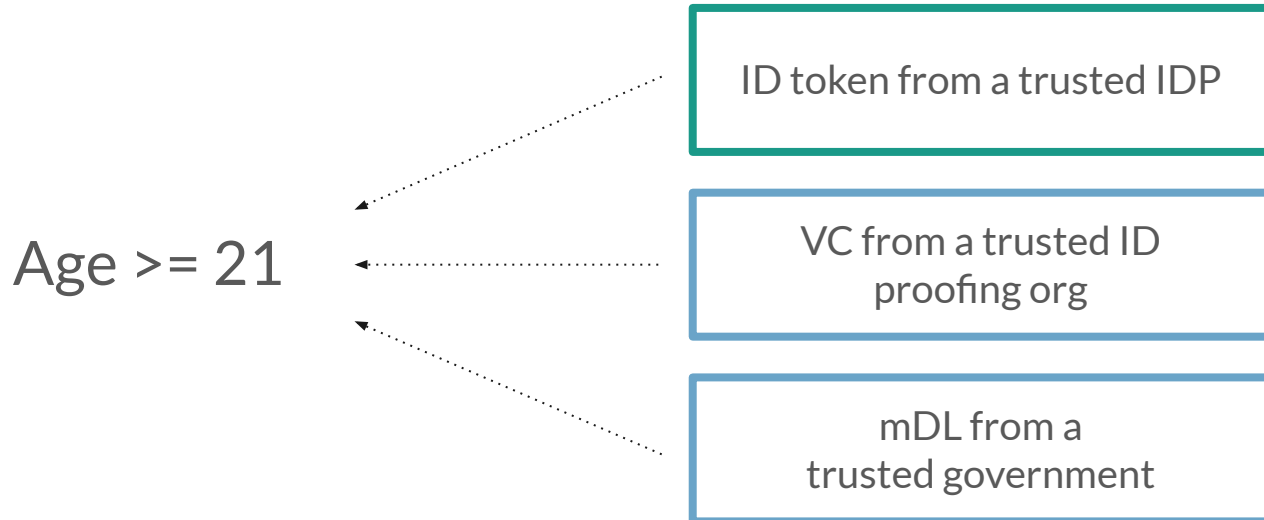 Age >= 21
ID token from a trusted IDP
VC from a trusted ID
proofing org
mDL from a
trusted government